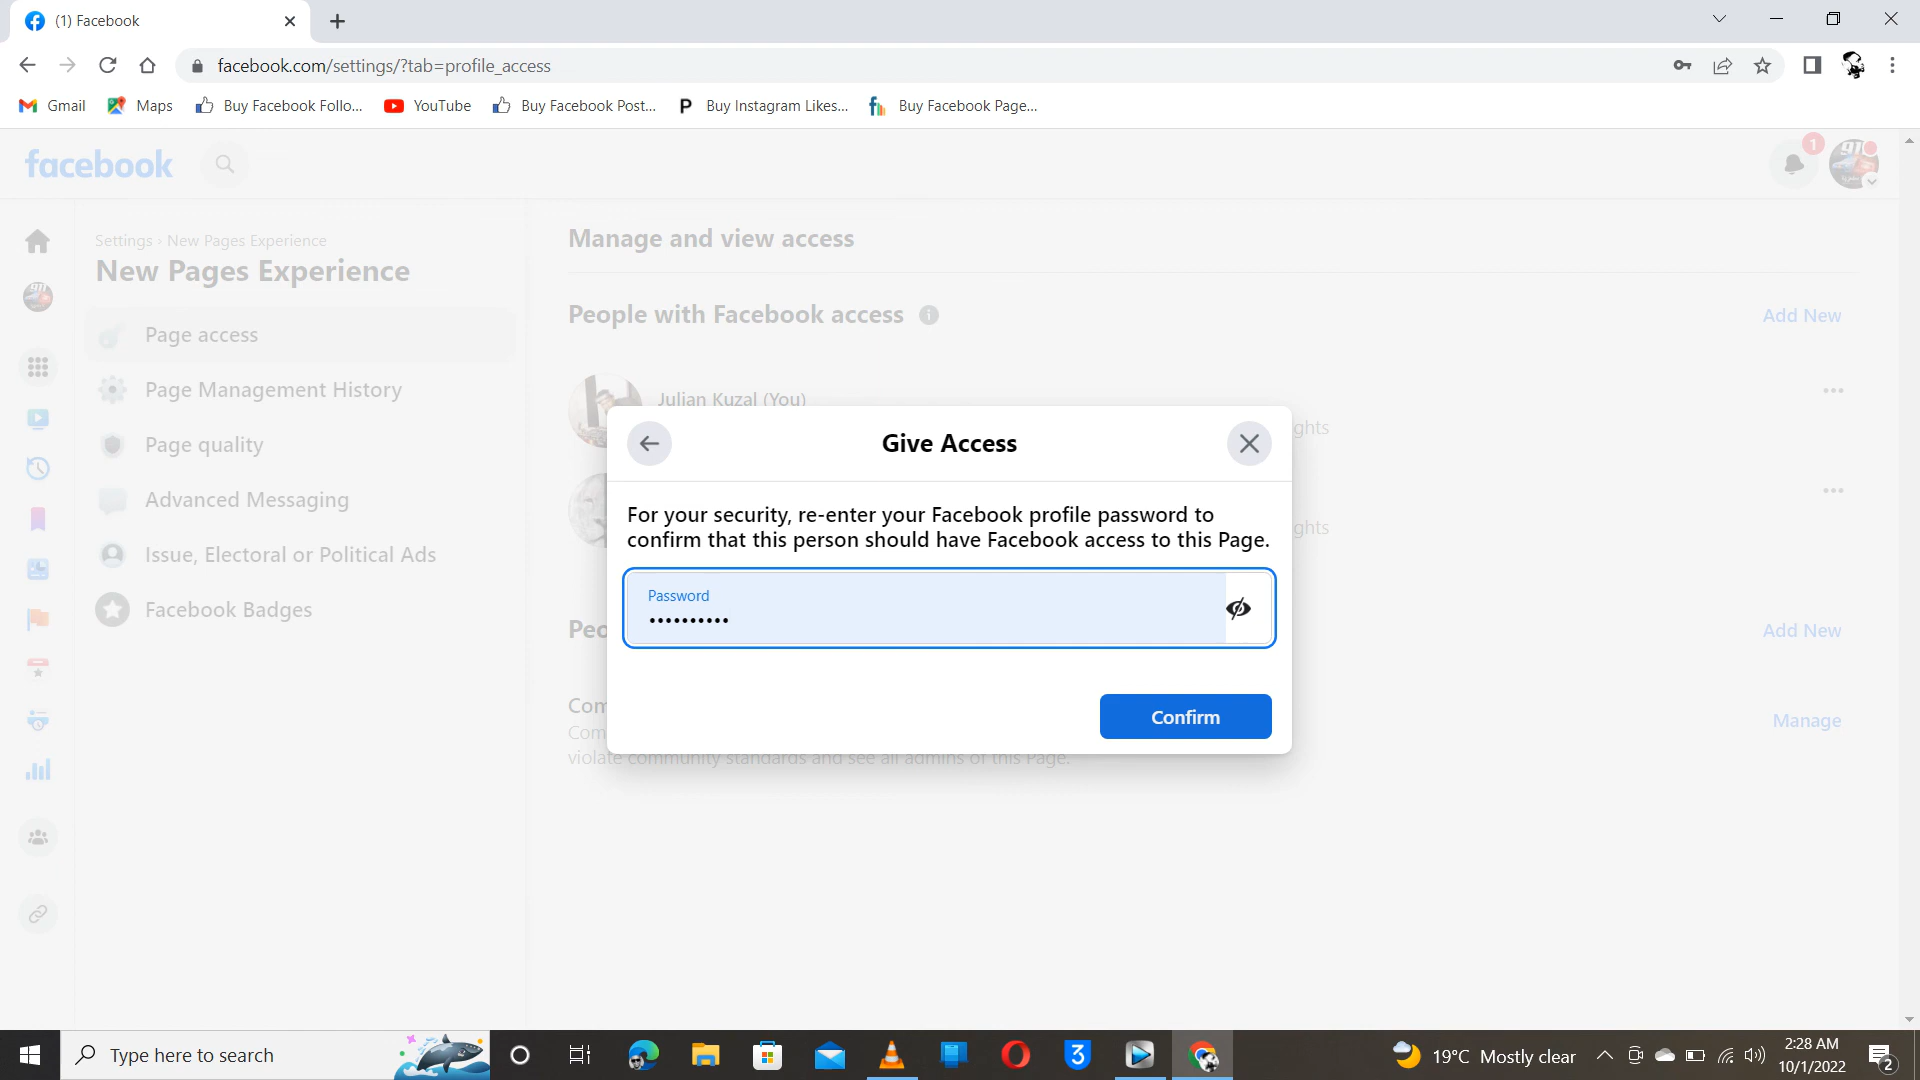 (1) Facebook
facebook.com/settings/?tab=profile_access
Gmail Maps Buy Facebook Follo... YouTube Buy Facebook Post... Buy Instagram Likes... Buy Facebook Page...
facebook
1
Settings › New Pages Experience
New Pages Experience
Page access
Page Management History
Page quality
Advanced Messaging
Issue, Electoral or Political Ads
Facebook Badges
Manage and view access
People with Facebook access
Add New
Julian Kuzal (You)
ghts
ghts
Give Access
For your security, re-enter your Facebook profile password to
confirm that this person should have Facebook access to this Page.
Password
••••••••••
Confirm
Peo
Add New
Com
Com
Manage
violate community standards and see all admins of this Page.
Type here to search
19°C Mostly clear
2:28 AM
10/1/2022
2